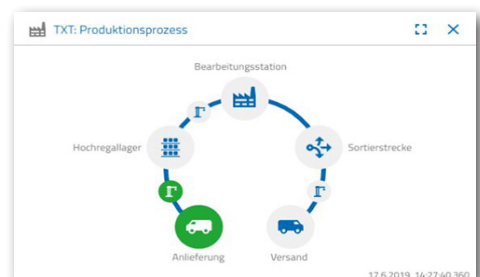 TXT: Produktionsprozess
Bearbeitungsstation
Hochregallager
Sortierstrecke
Anlieferung
Versand
17.6.2019, 14:27:40.360